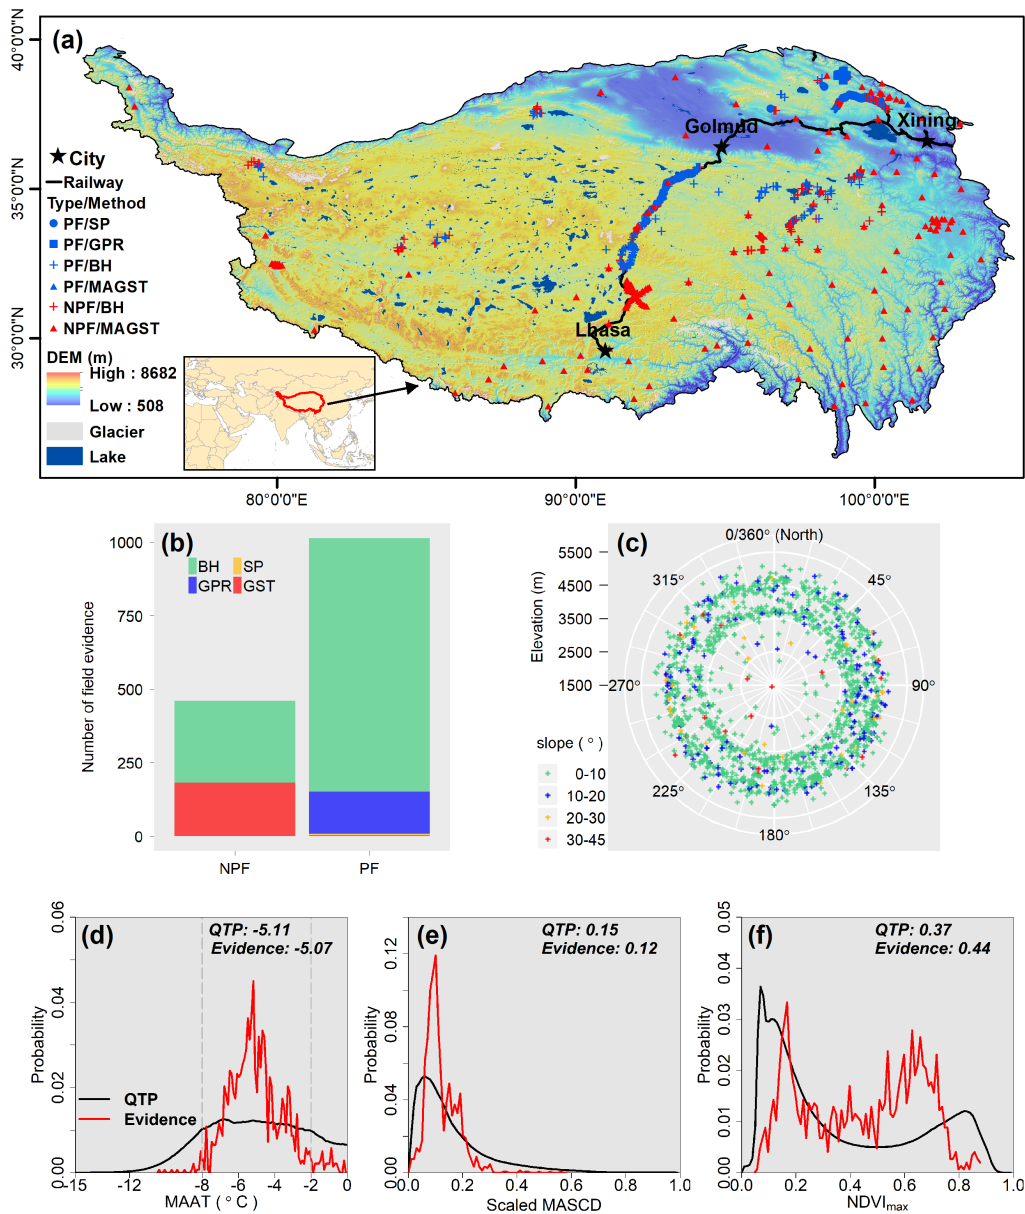 (a)
40°0'0"N
35°0'0"N
30°0'0"N
Golmud
Xining
Lhasa
City
Railway
Type/Method
PF/SP
PF/GPR
PF/BH
PF/MAGST
NPF/BH
NPF/MAGST
DEM (m)
High : 8682
Low : 508
Glacier
Lake
80°0'0"E
90°0'0"E
100°0'0"E
(b)
Number of field evidence
1000
750
500
250
0
BH
SP
GPR
GST
NPF
PF
(c)
0/360° (North)
45°
90°
135°
180°
225°
270°
315°
Elevation (m)
5500
4500
3500
2500
1500
slope ( ° )
0-10
10-20
20-30
30-45
(d)
QTP: -5.11
Evidence: -5.07
Probability
0.06
0.04
0.02
0.00
QTP
Evidence
-15
-12
-8
-6
-4
-2
0
MAAT ( ° C )
(e)
QTP: 0.15
Evidence: 0.12
Probability
0.12
0.08
0.04
0.00
0.0
0.2
0.4
0.6
0.8
1.0
Scaled MASCD
(f)
QTP: 0.37
Evidence: 0.44
Probability
0.05
0.04
0.03
0.02
0.01
0.00
0.0
0.2
0.4
0.6
0.8
1.0
NDVImax